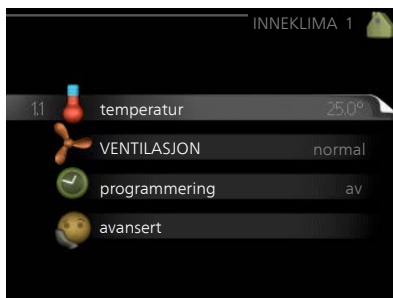 INNEKLIMA 1
1.1 temperatur 25.0°
VENTILASJON normal
programmering av
avansert